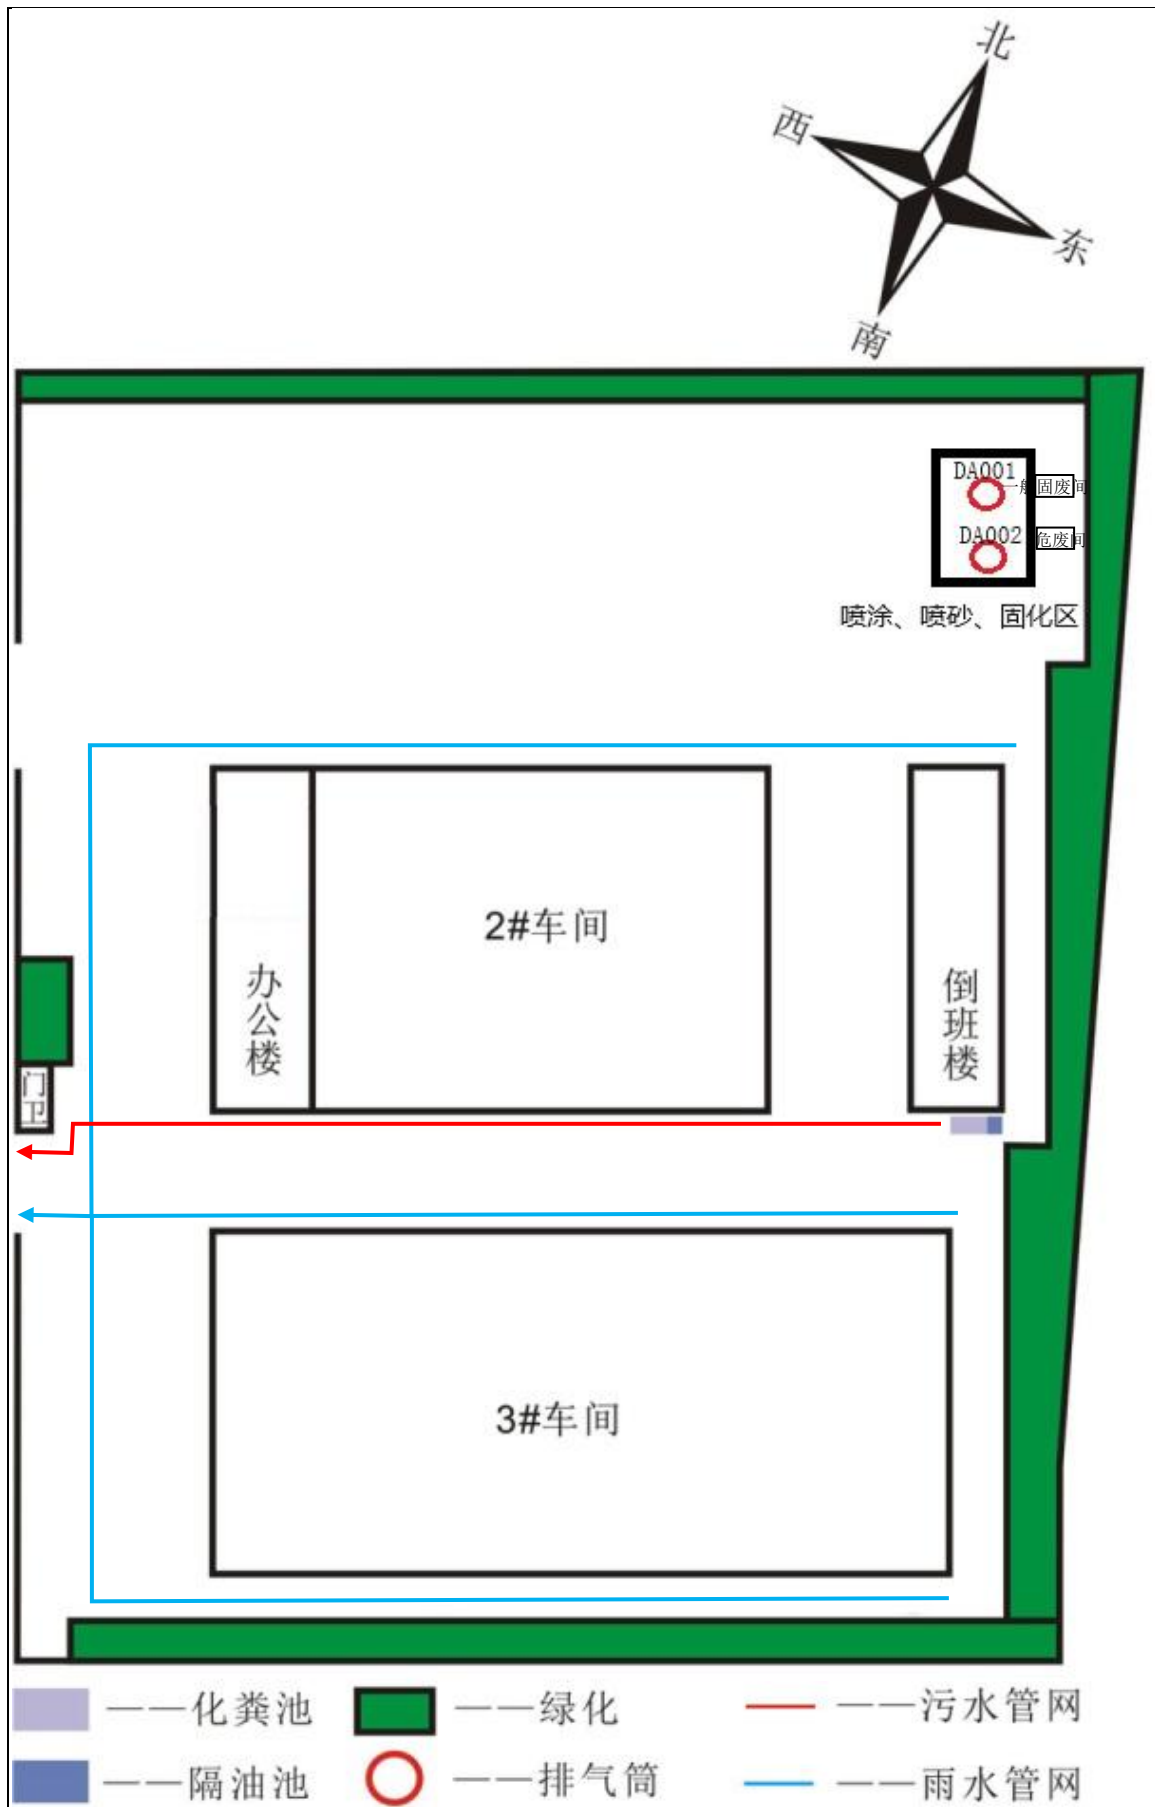 北
西
东
南
DA001
一般固废间
DA002
危废间
喷涂、喷砂、固化区
2#车间
办公楼
倒班楼
门卫
3#车间
——化粪池
——绿化
——污水管网
——隔油池
——排气筒
——雨水管网